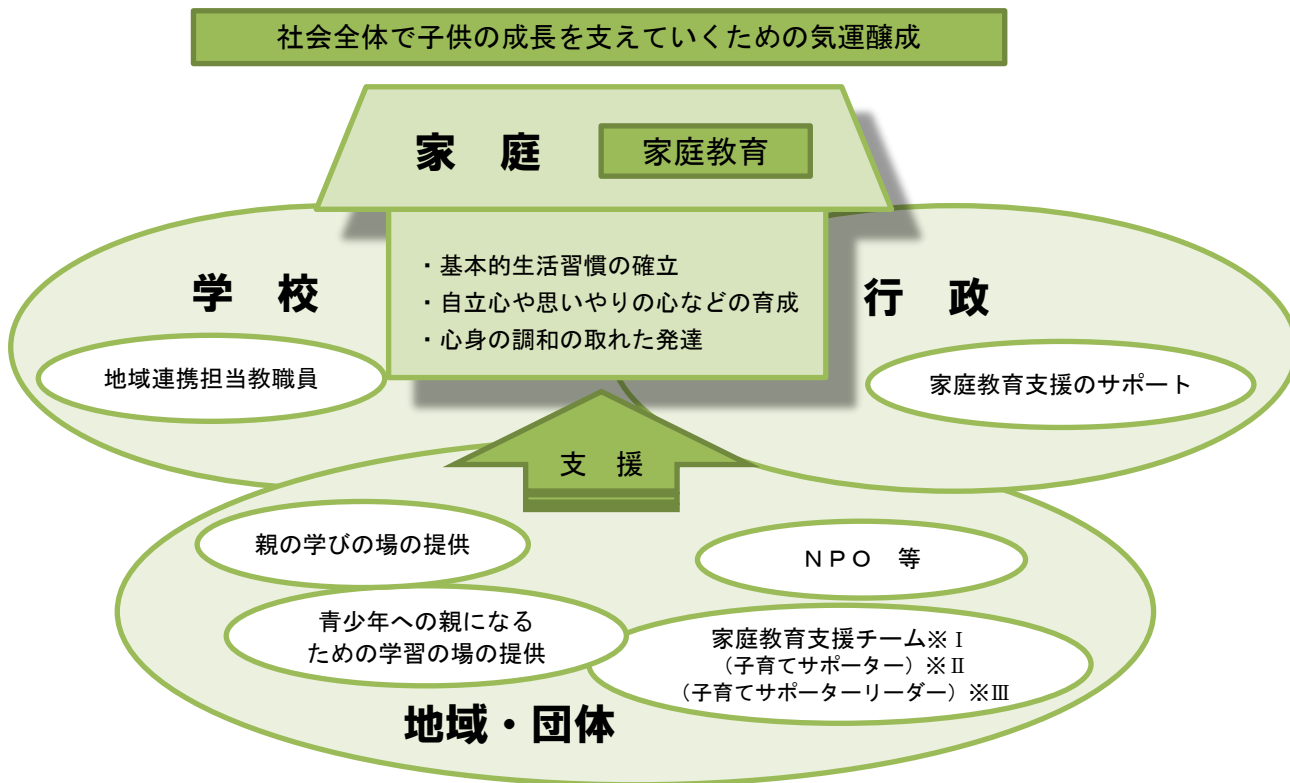 社会全体で子供の成長を支えていくための気運醸成
家　庭
家庭教育
・基本的生活習慣の確立
・自立心や思いやりの心などの育成
・心身の調和の取れた発達
学　校
地域連携担当教職員
行　政
家庭教育支援のサポート
支　援
親の学びの場の提供
ＮＰＯ　等
青少年への親になる
ための学習の場の提供
家庭教育支援チーム※Ⅰ
（子育てサポーター）※Ⅱ
（子育てサポーターリーダー）※Ⅲ
地域・団体